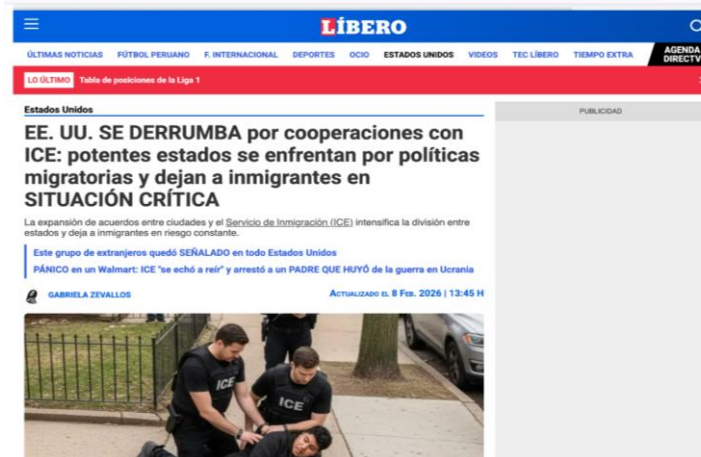 LÍBERO
ÚLTIMAS NOTICIAS FÚTBOL PERUANO F. INTERNACIONAL DEPORTES OCIO ESTADOS UNIDOS VIDEOS TEC LÍBERO TIEMPO EXTRA AGENDA DIRECTV
LO ÚLTIMO Tabla de posiciones de la Liga 1
Estados Unidos
PUBLICIDAD
EE. UU. SE DERRUMBA por cooperaciones con
ICE: potentes estados se enfrentan por políticas
migratorias y dejan a inmigrantes en
SITUACIÓN CRÍTICA
La expansión de acuerdos entre ciudades y el Servicio de Inmigración (ICE) intensifica la división entre
estados y deja a inmigrantes en riesgo constante.
Este grupo de extranjeros quedó SEÑALADO en todo Estados Unidos
PÁNICO en un Walmart: ICE "se echó a reír" y arrestó a un PADRE QUE HUYÓ de la guerra en Ucrania
GABRIELA ZEVALLOS ACTUALIZADO EL 8 FEB. 2026 | 13:45 H
ICE
ICE